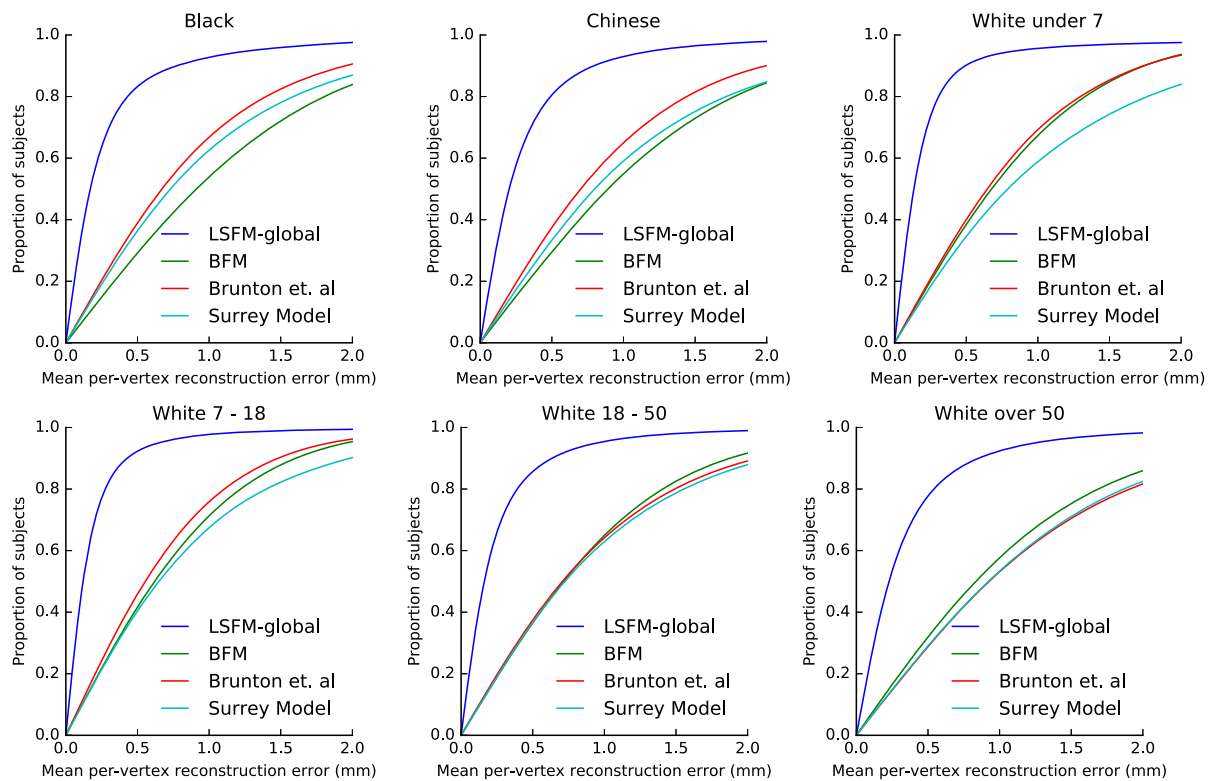 Black
Proportion of subjects
1.0
0.8
0.6
0.4
0.2
0.0
LSFM-global
BFM
Brunton et. al
Surrey Model
0.0 0.5 1.0 1.5 2.0
Mean per-vertex reconstruction error (mm)
Chinese
Proportion of subjects
1.0
0.8
0.6
0.4
0.2
0.0
LSFM-global
BFM
Brunton et. al
Surrey Model
0.0 0.5 1.0 1.5 2.0
Mean per-vertex reconstruction error (mm)
White under 7
Proportion of subjects
1.0
0.8
0.6
0.4
0.2
0.0
LSFM-global
BFM
Brunton et. al
Surrey Model
0.0 0.5 1.0 1.5 2.0
Mean per-vertex reconstruction error (mm)
White 7 - 18
Proportion of subjects
1.0
0.8
0.6
0.4
0.2
0.0
LSFM-global
BFM
Brunton et. al
Surrey Model
0.0 0.5 1.0 1.5 2.0
Mean per-vertex reconstruction error (mm)
White 18 - 50
Proportion of subjects
1.0
0.8
0.6
0.4
0.2
0.0
LSFM-global
BFM
Brunton et. al
Surrey Model
0.0 0.5 1.0 1.5 2.0
Mean per-vertex reconstruction error (mm)
White over 50
Proportion of subjects
1.0
0.8
0.6
0.4
0.2
0.0
LSFM-global
BFM
Brunton et. al
Surrey Model
0.0 0.5 1.0 1.5 2.0
Mean per-vertex reconstruction error (mm)